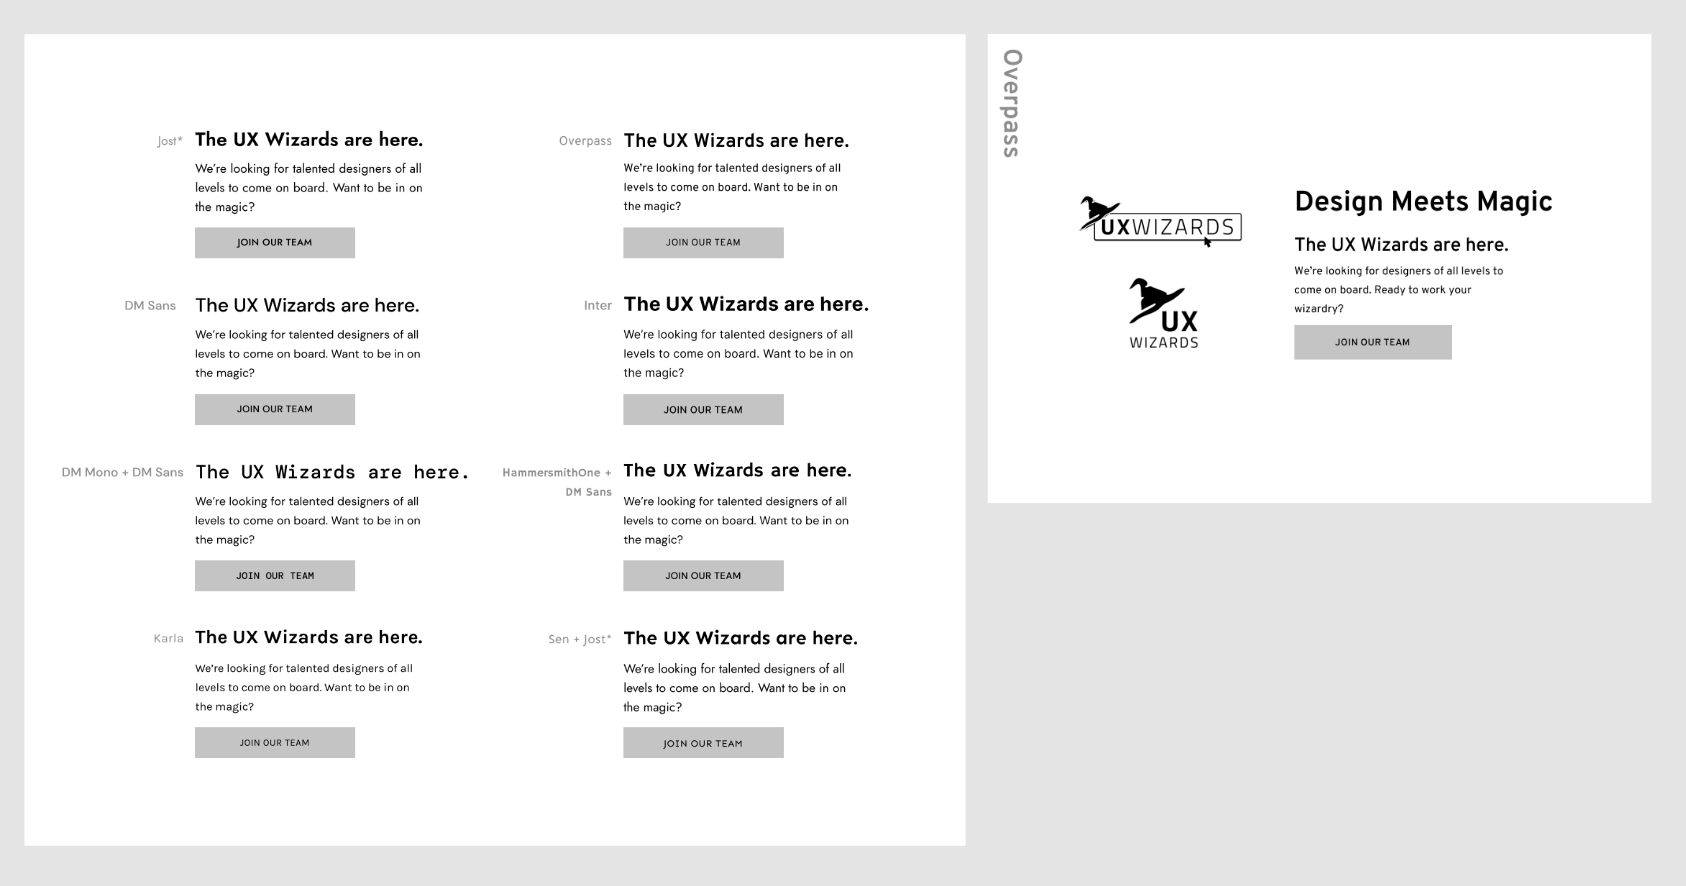 Jost*
The UX Wizards are here.
We're looking for talented designers of all
levels to come on board. Want to be in on
the magic?
JOIN OUR TEAM
Overpass
The UX Wizards are here.
We're looking for talented designers of all
levels to come on board. Want to be in on
the magic?
JOIN OUR TEAM
DM Sans
The UX Wizards are here.
We're looking for talented designers of all
levels to come on board. Want to be in on
the magic?
JOIN OUR TEAM
Inter
The UX Wizards are here.
We're looking for talented designers of all
levels to come on board. Want to be in on
the magic?
JOIN OUR TEAM
DM Mono + DM Sans
The UX Wizards are here.
We're looking for talented designers of all
levels to come on board. Want to be in on
the magic?
JOIN OUR TEAM
HammersmithOne +
DM Sans
The UX Wizards are here.
We're looking for talented designers of all
levels to come on board. Want to be in on
the magic?
JOIN OUR TEAM
Karla
The UX Wizards are here.
We're looking for talented designers of all
levels to come on board. Want to be in on
the magic?
JOIN OUR TEAM
Sen + Jost*
The UX Wizards are here.
We're looking for talented designers of all
levels to come on board. Want to be in on
the magic?
JOIN OUR TEAM
Overpass
UXWIZARDS
UX
WIZARDS
Design Meets Magic
The UX Wizards are here.
We're looking for designers of all levels to
come on board. Ready to work your
wizardry?
JOIN OUR TEAM